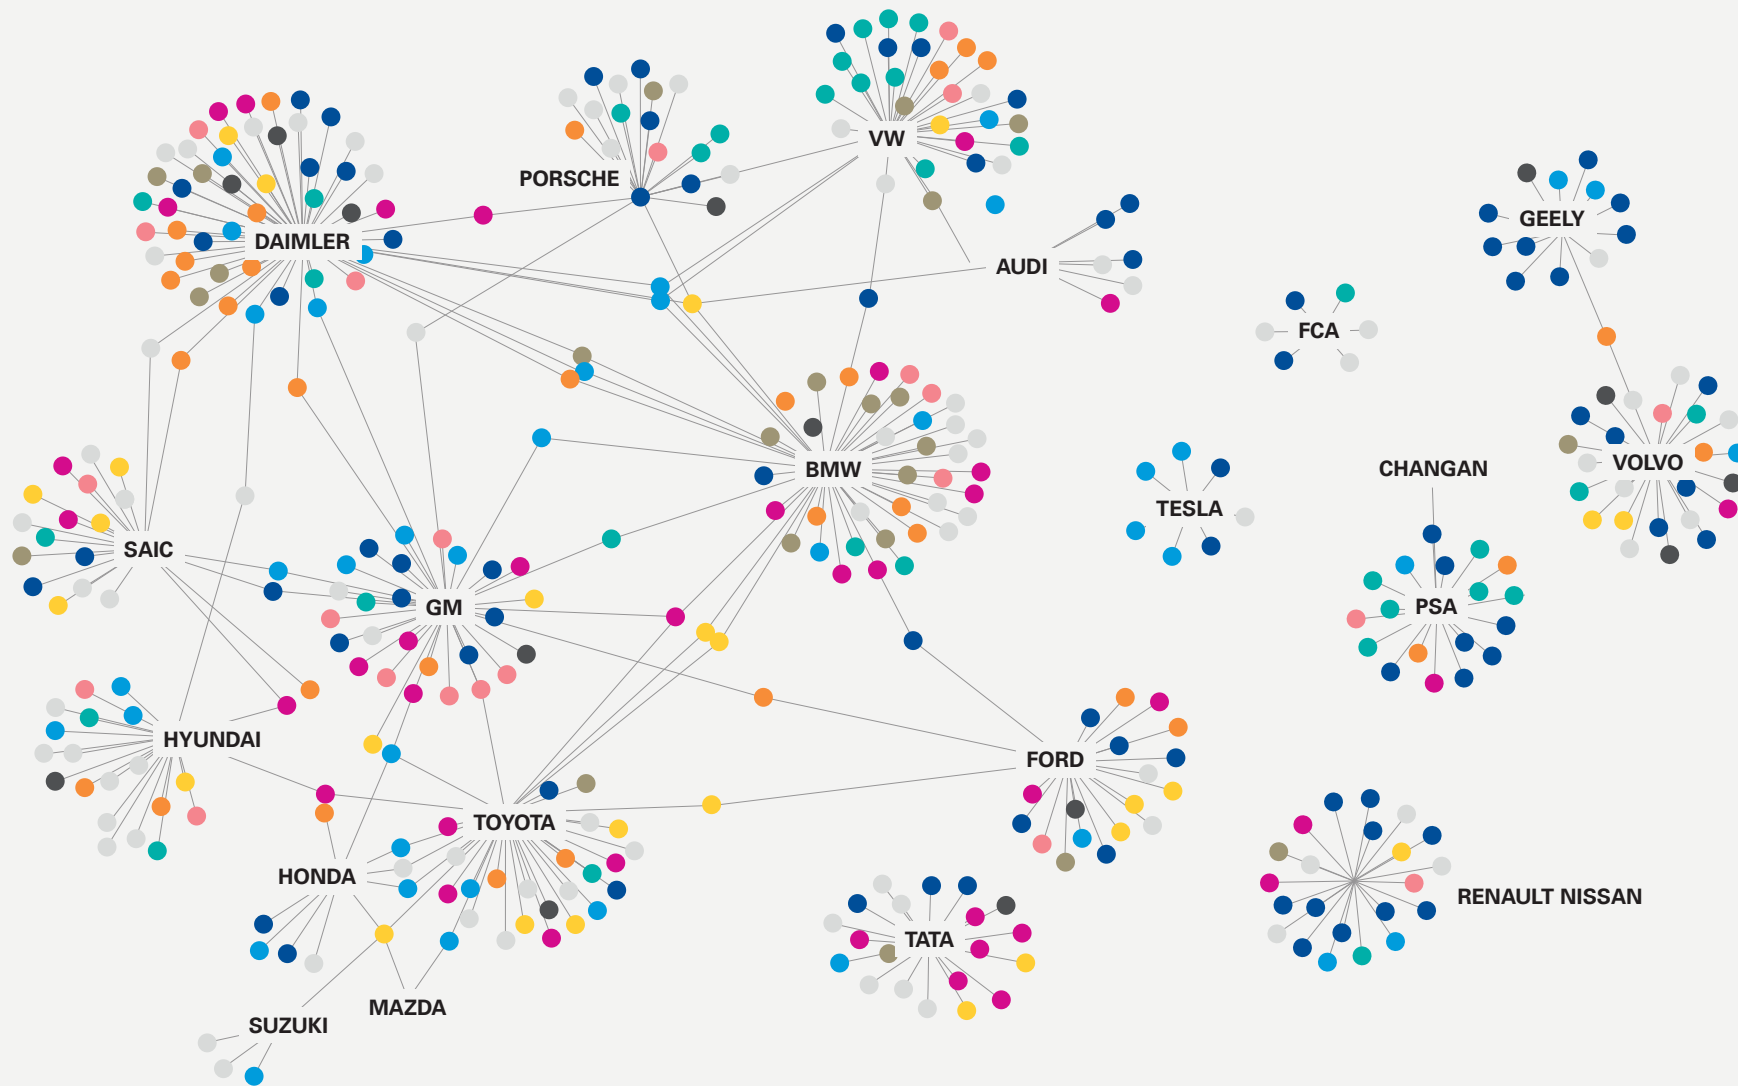 VW
PORSCHE
GEELY
DAIMLER
AUDI
FCA
BMW
CHANGAN
VOLVO
TESLA
SAIC
GM
PSA
HYUNDAI
FORD
TOYOTA
HONDA
RENAULT NISSAN
TATA
MAZDA
SUZUKI